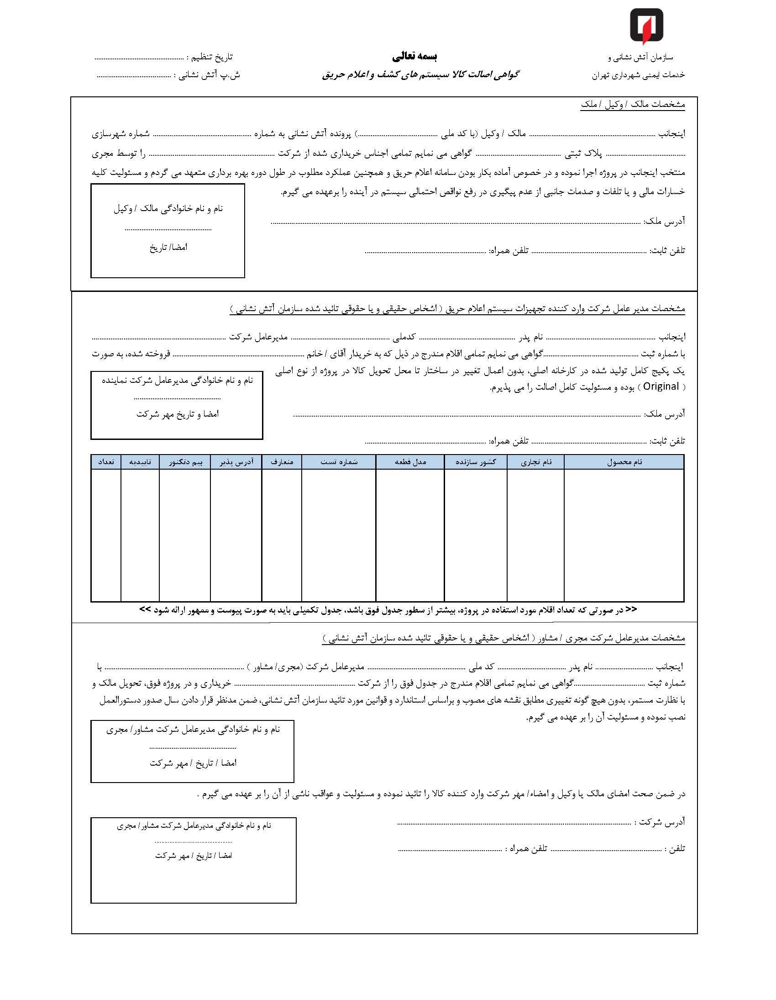 سازمان آتش نشانی و
خدمات ایمنی شهرداری تهران
بسمه تعالی
گواهی اصالت کالا سیستم های کشف و اعلام حریق
تاریخ تنظیم : ................................................
ش.پ آتش نشانی : ........................................
مشخصات مالک / وکیل / ملک
اینجانب .................................................................... مالک / وکیل (با کد ملی ..........................................) پرونده آتش نشانی به شماره ..................................................... شماره شهرسازی
........................................... پلاک ثبتی .............................................. گواهی می نمایم تمامی اجناس خریداری شده از شرکت .................................................................... را توسط مجری
منتخب اینجانب در پروژه اجرا نموده و در خصوص آماده بکار بودن سامانه اعلام حریق و همچنین عملکرد مطلوب در طول دوره بهره برداری متعهد می گردم و مسئولیت کلیه
خسارات مالی و یا تلفات و صدمات جانبی از عدم پیگیری در رفع نواقص احتمالی سیستم در آینده را برعهده می گیرم.
آدرس ملک: ....................................................................................................................................
تلفن ثابت: .............................................................. تلفن همراه: .................................................................
نام و نام خانوادگی مالک / وکیل
..............................................
امضا/ تاریخ
مشخصات مدیر عامل شرکت وارد کننده تجهیزات سیستم اعلام حریق ( اشخاص حقیقی و یا حقوقی تائید شده سازمان آتش نشانی )
اینجانب ........................................................... نام پدر .................................................... کدملی ..................................................... مدیرعامل شرکت ........................................................................
با شماره ثبت ...................................................گواهی می نمایم تمامی اقلام مندرج در ذیل که به خریدار آقای / خانم ....................................................................... فروخته شده، به صورت
یک پکیج کامل تولید شده در کارخانه اصلی، بدون اعمال تغییر در ساختار تا محل تحویل کالا در پروژه از نوع اصلی
( Original ) بوده و مسئولیت کامل اصالت را می پذیرم.
آدرس ملک: ....................................................................................................................................
تلفن ثابت: .............................................................. تلفن همراه: .................................................................
نام و نام خانوادگی مدیرعامل شرکت نماینده
..............................................
امضا و تاریخ مهر شرکت
نام محصول نام تجاری کشور سازنده مدل قطعه شماره تست متعارف آدرس پذیر بیم دتکتور تاییدیه تعداد
<< در صورتی که تعداد اقلام مورد استفاده در پروژه، بیشتر از سطور جدول فوق باشد، جدول تکمیلی باید به صورت پیوست و ممهور ارائه شود >>
مشخصات مدیرعامل شرکت مجری / مشاور ( اشخاص حقیقی و یا حقوقی تائید شده سازمان آتش نشانی )
اینجانب ............................... نام پدر ..................................... کد ملی ..................................................... مدیرعامل شرکت (مجری/ مشاور ) ........................................................................... با
شماره ثبت ......................................گواهی می نمایم تمامی اقلام مندرج در جدول فوق را از شرکت ................................................................. خریداری و در پروژه فوق، تحویل مالک و
با نظارت مستمر، بدون هیچ گونه تغییری مطابق نقشه های مصوب و براساس استاندارد و قوانین مورد تائید سازمان آتش نشانی، ضمن مدنظر قرار دادن سال صدور دستورالعمل
نصب نموده و مسئولیت آن را بر عهده می گیرم.
نام و نام خانوادگی مدیرعامل شرکت مشاور/ مجری
..............................................
امضا / تاریخ / مهر شرکت
در ضمن صحت امضای مالک یا وکیل و امضاء/ مهر شرکت وارد کننده کالا را تائید نموده و مسئولیت و عواقب ناشی از آن را بر عهده می گیرم .
آدرس شرکت : ..............................................................................................................................
تلفن : ............................................................ تلفن همراه : ........................................................
نام و نام خانوادگی مدیرعامل شرکت مشاور/ مجری
..............................................
امضا / تاریخ / مهر شرکت